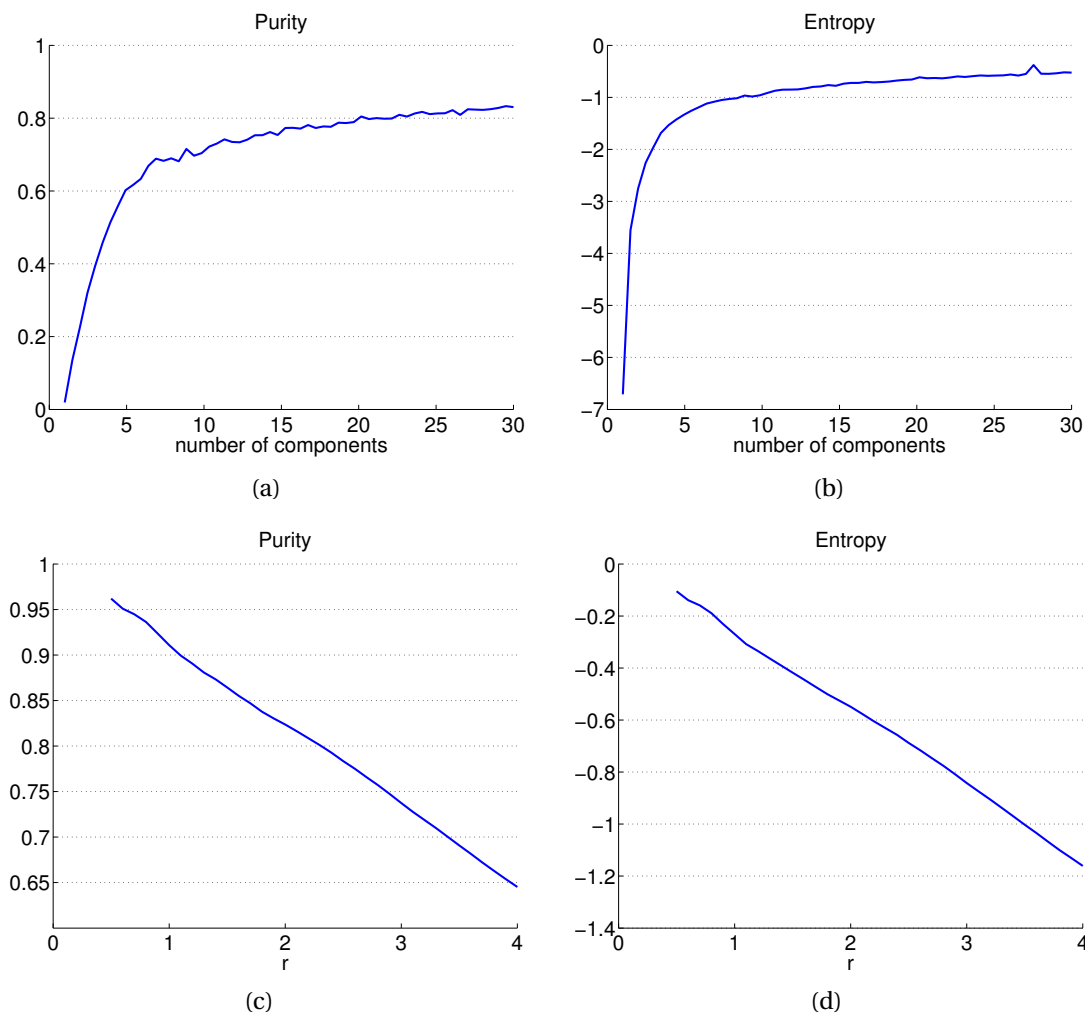 Purity
1
0.8
0.6
0.4
0.2
0
0 5 10 15 20 25 30
number of components
(a)
Entropy
0
−1
−2
−3
−4
−5
−6
−7
0 5 10 15 20 25 30
number of components
(b)
Purity
1
0.95
0.9
0.85
0.8
0.75
0.7
0.65
0 1 2 3 4
r
(c)
Entropy
0
−0.2
−0.4
−0.6
−0.8
−1
−1.2
−1.4
0 1 2 3 4
r
(d)